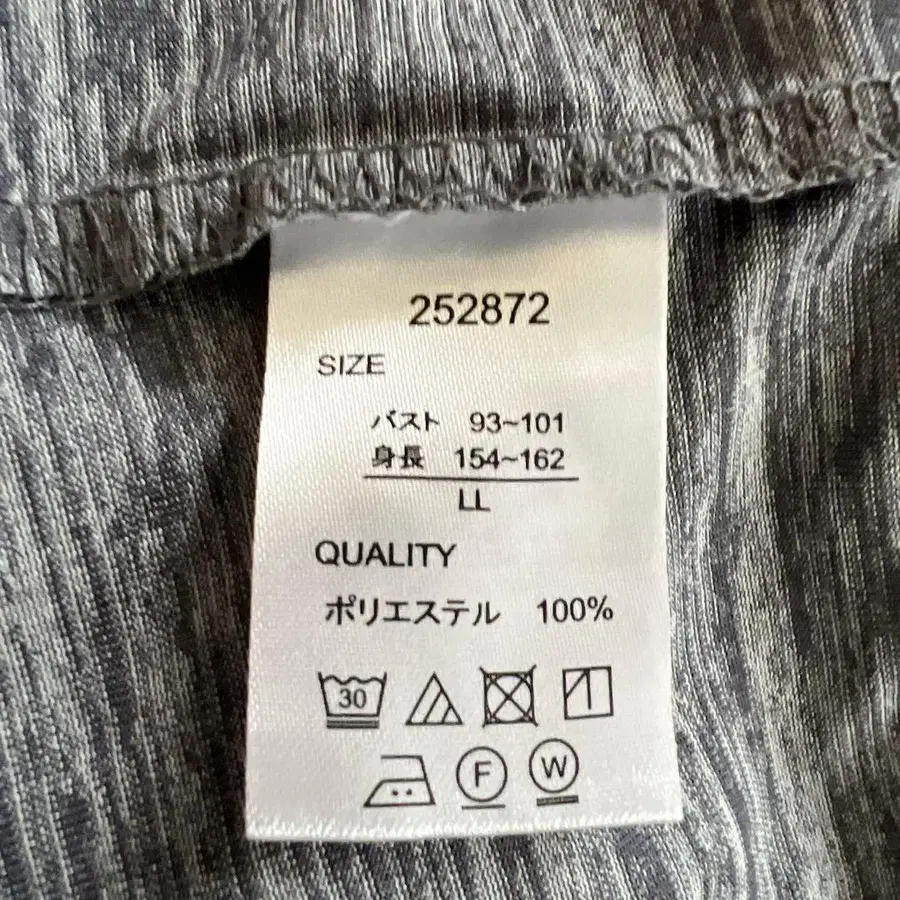 252872
SIZE
バスト 93~101
身長 154~162
LL
QUALITY
ポリエステル 100%
30
F W